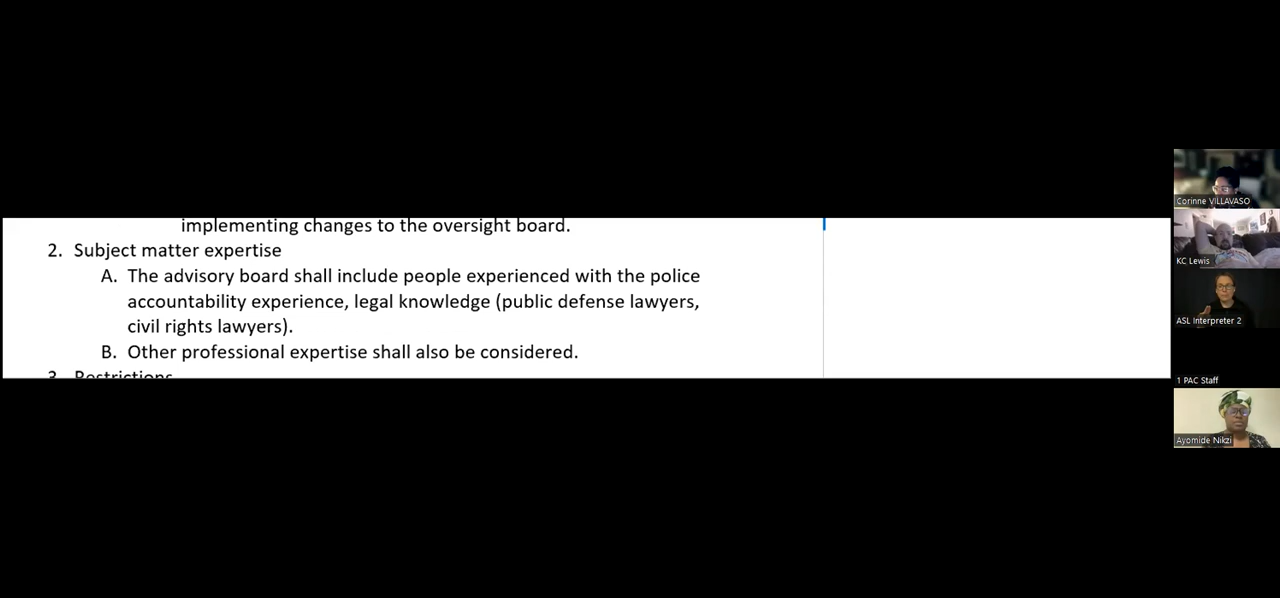 implementing changes to the oversight board.
2. Subject matter expertise
A. The advisory board shall include people experienced with the police
accountability experience, legal knowledge (public defense lawyers,
civil rights lawyers).
B. Other professional expertise shall also be considered.
3. Restrictions
Corinne VILLAVASO
KC Lewis
ASL Interpreter 2
1 PAC Staff
Ayomide Nikzi